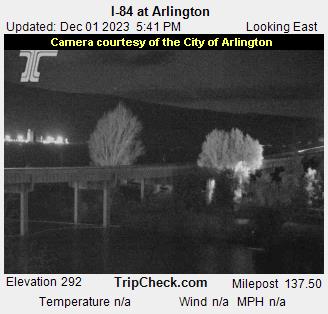 I-84 at Arlington
Updated: Dec 01 2023 5:41 PM Looking East
Camera courtesy of the City of Arlington
Elevation 292 TripCheck.com Milepost 137.50
Temperature n/a Wind n/a MPH n/a